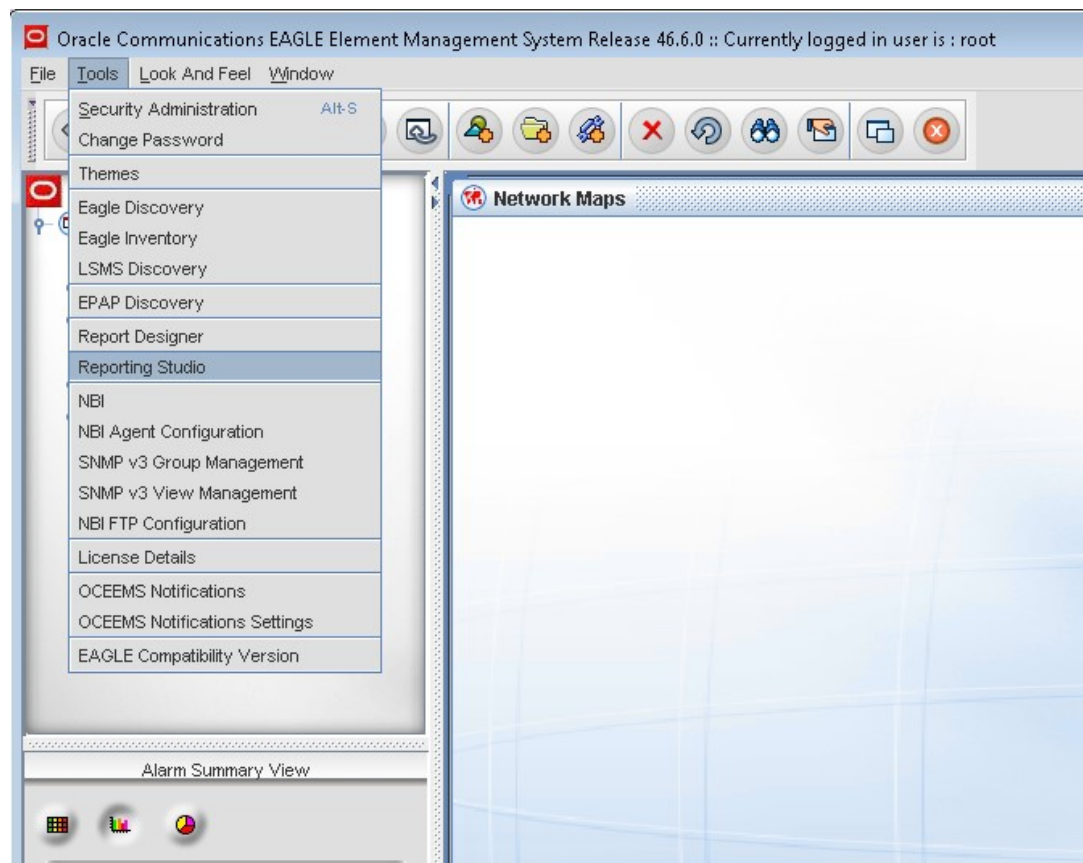 Oracle Communications EAGLE Element Management System Release 46.6.0 :: Currently logged in user is : root
File Tools Look And Feel Window
Security Administration Alt-S
Change Password
Themes
Eagle Discovery
Eagle Inventory
LSMS Discovery
EPAP Discovery
Report Designer
Reporting Studio
NBI
NBI Agent Configuration
SNMP v3 Group Management
SNMP v3 View Management
NBI FTP Configuration
License Details
OCEEMS Notifications
OCEEMS Notifications Settings
EAGLE Compatibility Version
Network Maps
Alarm Summary View